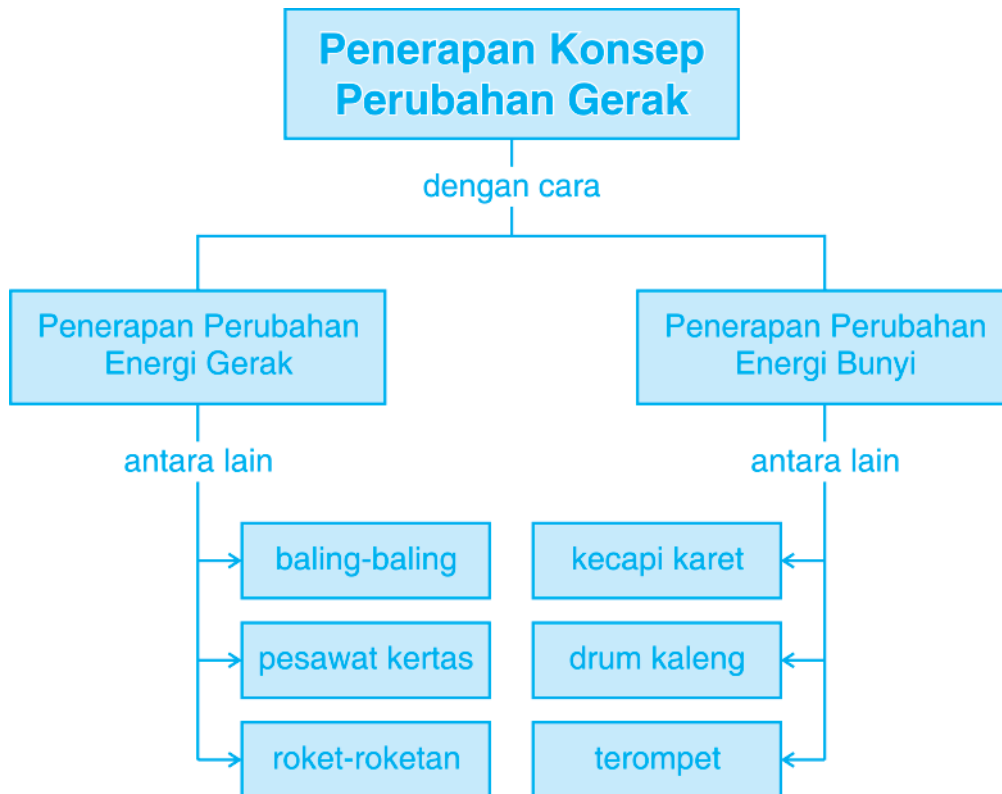 Penerapan Konsep
Perubahan Gerak
dengan cara
Penerapan Perubahan
Energi Gerak
antara lain
baling-baling
pesawat kertas
roket-roketan
Penerapan Perubahan
Energi Bunyi
antara lain
kecapi karet
drum kaleng
terompet